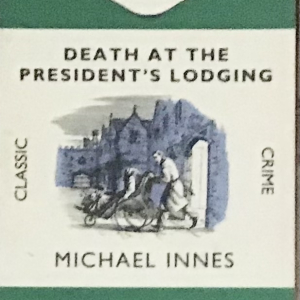 DEATH AT THE
PRESIDENT'S LODGING
CLASSIC
CRIME
MICHAEL INNES